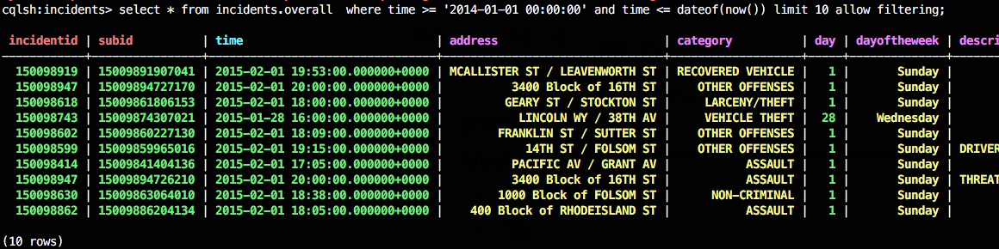 cqlsh:incidents> select * from incidents.overall  where time >= '2014-01-01 00:00:00' and time <= dateof(now()) limit 10 allow filtering;
incidentid | subid | time | address | category | day | dayoftheweek | descri
150098919 | 15009891907041 | 2015-02-01 19:53:00.000000+0000 | MCALLISTER ST / LEAVENWORTH ST | RECOVERED VEHICLE | 1 | Sunday |
150098947 | 15009894727170 | 2015-02-01 20:00:00.000000+0000 | 3400 Block of 16TH ST | OTHER OFFENSES | 1 | Sunday |
150098618 | 15009861806153 | 2015-02-01 18:00:00.000000+0000 | GEARY ST / STOCKTON ST | LARCENY/THEFT | 1 | Sunday |
150098743 | 15009874307021 | 2015-01-28 16:00:00.000000+0000 | LINCOLN WY / 38TH AV | VEHICLE THEFT | 28 | Wednesday |
150098602 | 15009860227130 | 2015-02-01 18:09:00.000000+0000 | FRANKLIN ST / SUTTER ST | OTHER OFFENSES | 1 | Sunday |
150098599 | 15009859965016 | 2015-02-01 19:15:00.000000+0000 | 14TH ST / FOLSOM ST | OTHER OFFENSES | 1 | Sunday | DRIVER
150098414 | 15009841404136 | 2015-02-01 17:05:00.000000+0000 | PACIFIC AV / GRANT AV | ASSAULT | 1 | Sunday |
150098947 | 15009894726210 | 2015-02-01 20:00:00.000000+0000 | 3400 Block of 16TH ST | ASSAULT | 1 | Sunday | THREAT
150098630 | 15009863064010 | 2015-02-01 18:38:00.000000+0000 | 1000 Block of FOLSOM ST | NON-CRIMINAL | 1 | Sunday |
150098862 | 15009886204134 | 2015-02-01 18:05:00.000000+0000 | 400 Block of RHODEISLAND ST | ASSAULT | 1 | Sunday |
(10 rows)